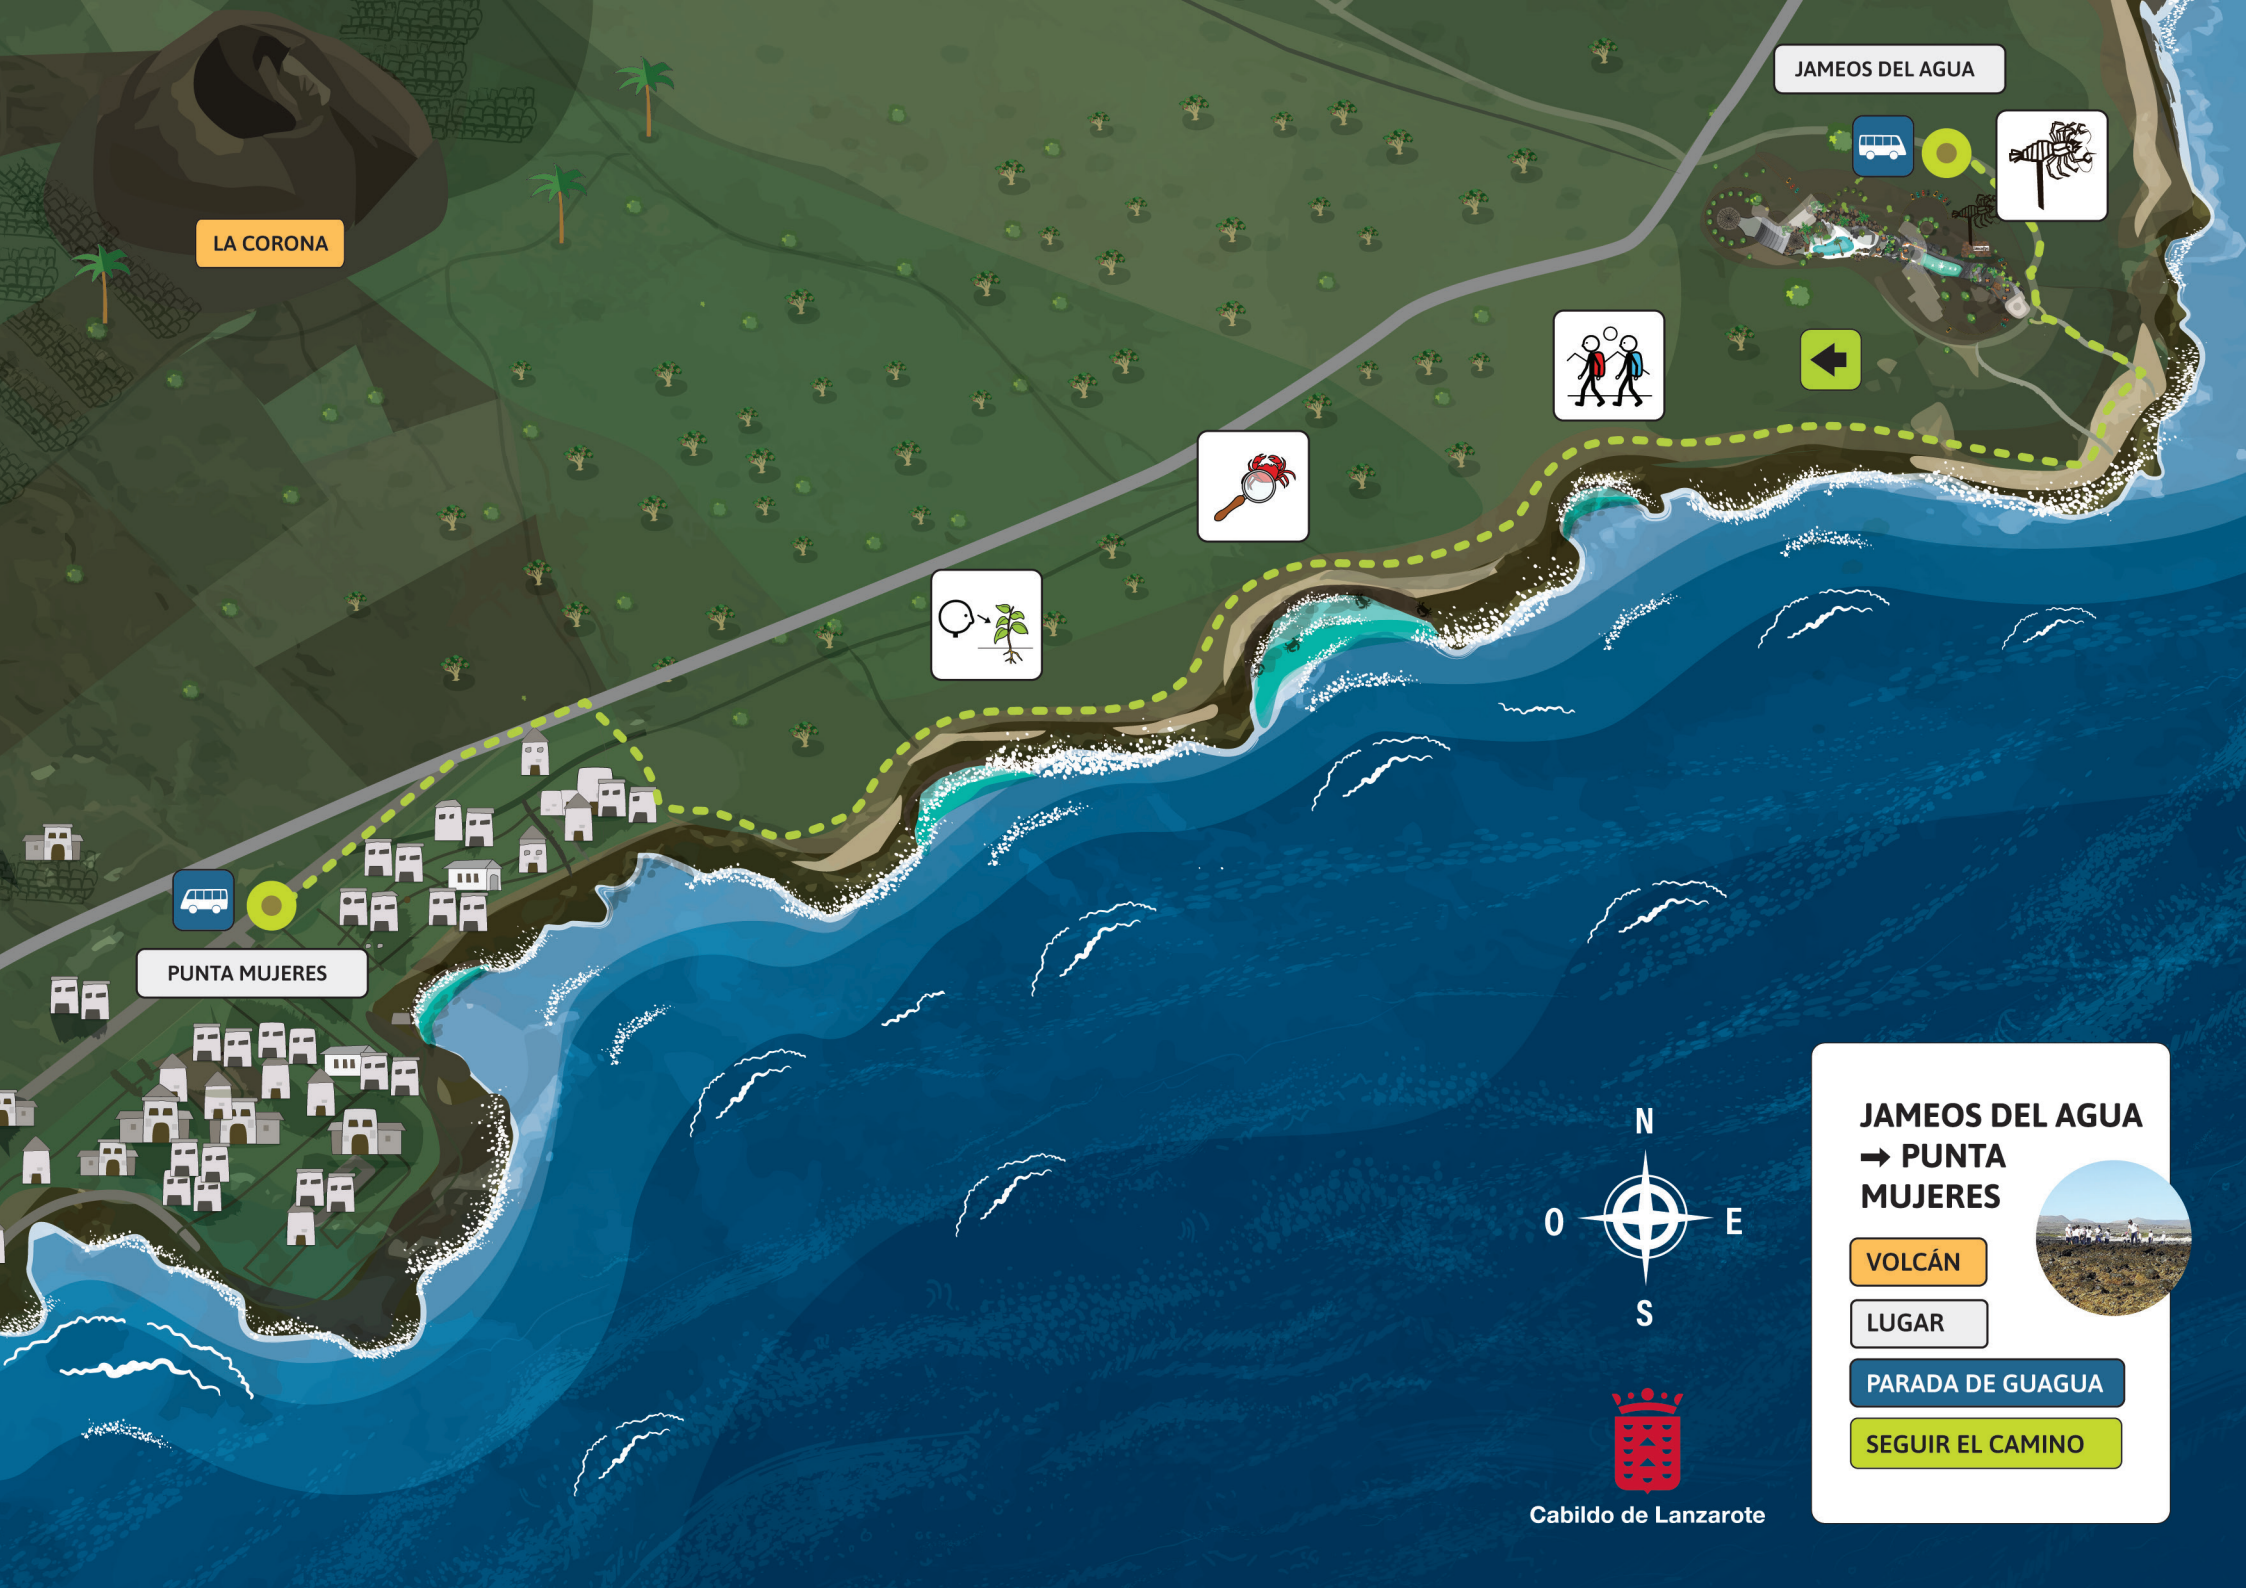 JAMEOS DEL AGUA
LA CORONA
PUNTA MUJERES
N
O
E
S
Cabildo de Lanzarote
JAMEOS DEL AGUA
➞ PUNTA
MUJERES
VOLCÁN
LUGAR
PARADA DE GUAGUA
SEGUIR EL CAMINO